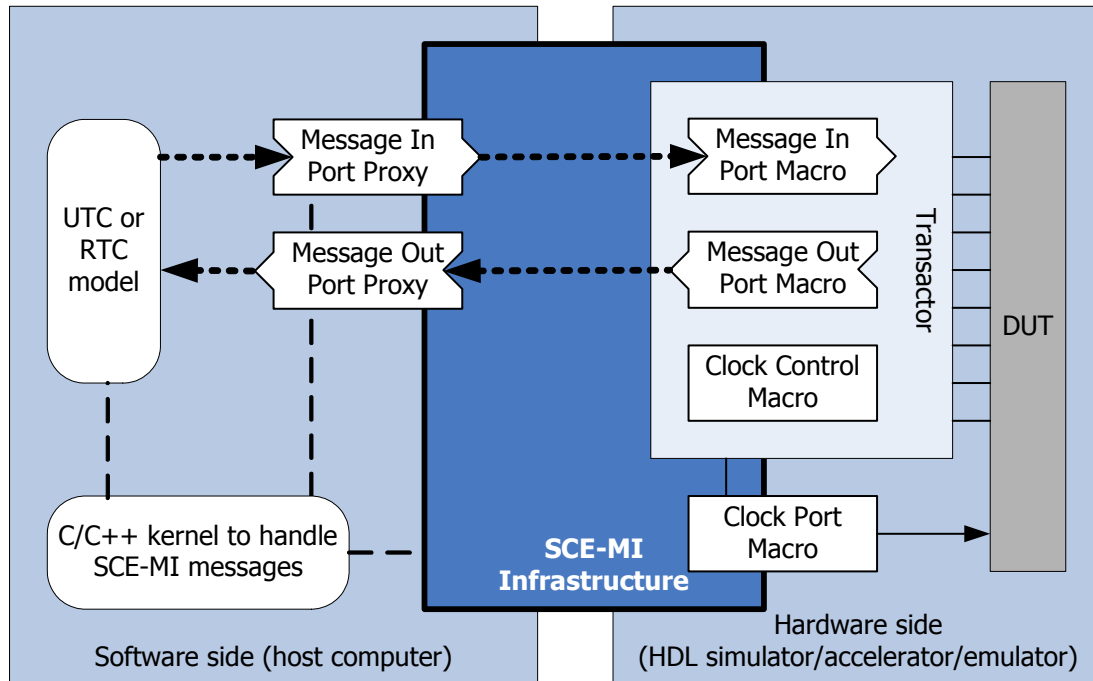 Message In
Port Proxy
Message In
Port Macro
UTC or
RTC
model
Message Out
Port Proxy
Message Out
Port Macro
Transactor
DUT
Clock Control
Macro
C/C++ kernel to handle
SCE-MI messages
SCE-MI
Infrastructure
Clock Port
Macro
Software side (host computer)
Hardware side
(HDL simulator/accelerator/emulator)